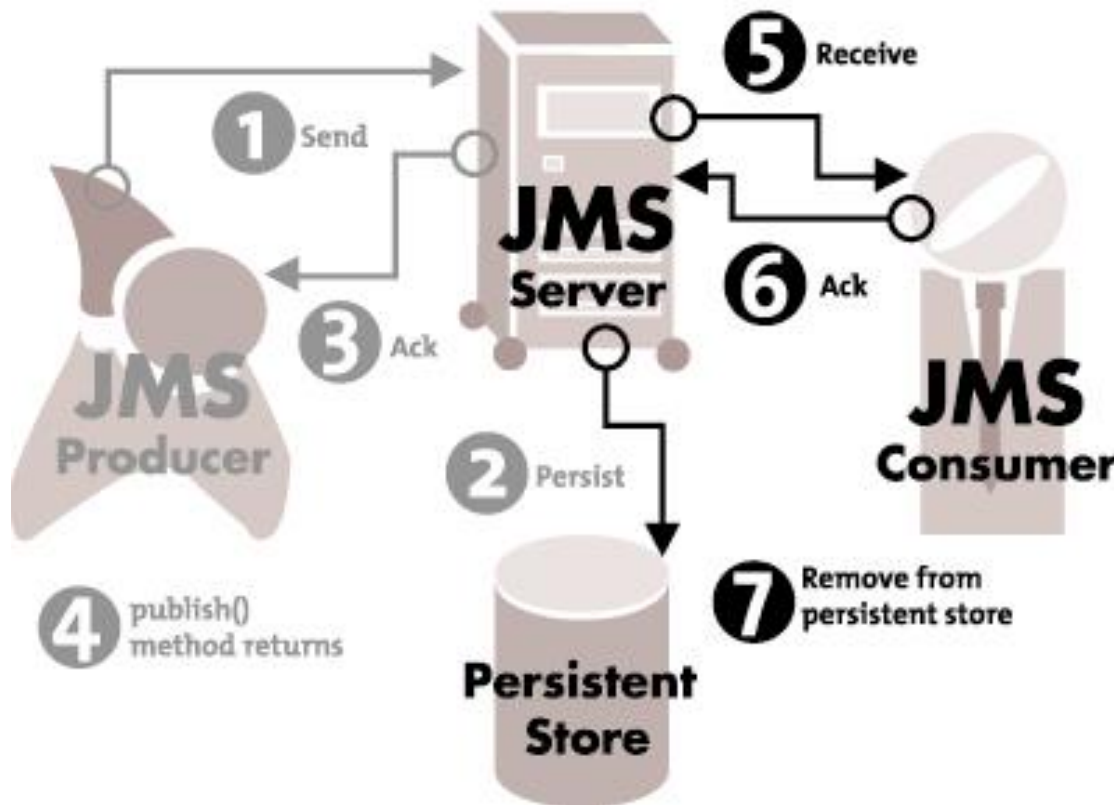 5 Receive
1 Send
JMS
Server
6 Ack
3 Ack
JMS
Producer
JMS
Consumer
2 Persist
4 publish()
method returns
7 Remove from
persistent store
Persistent
Store